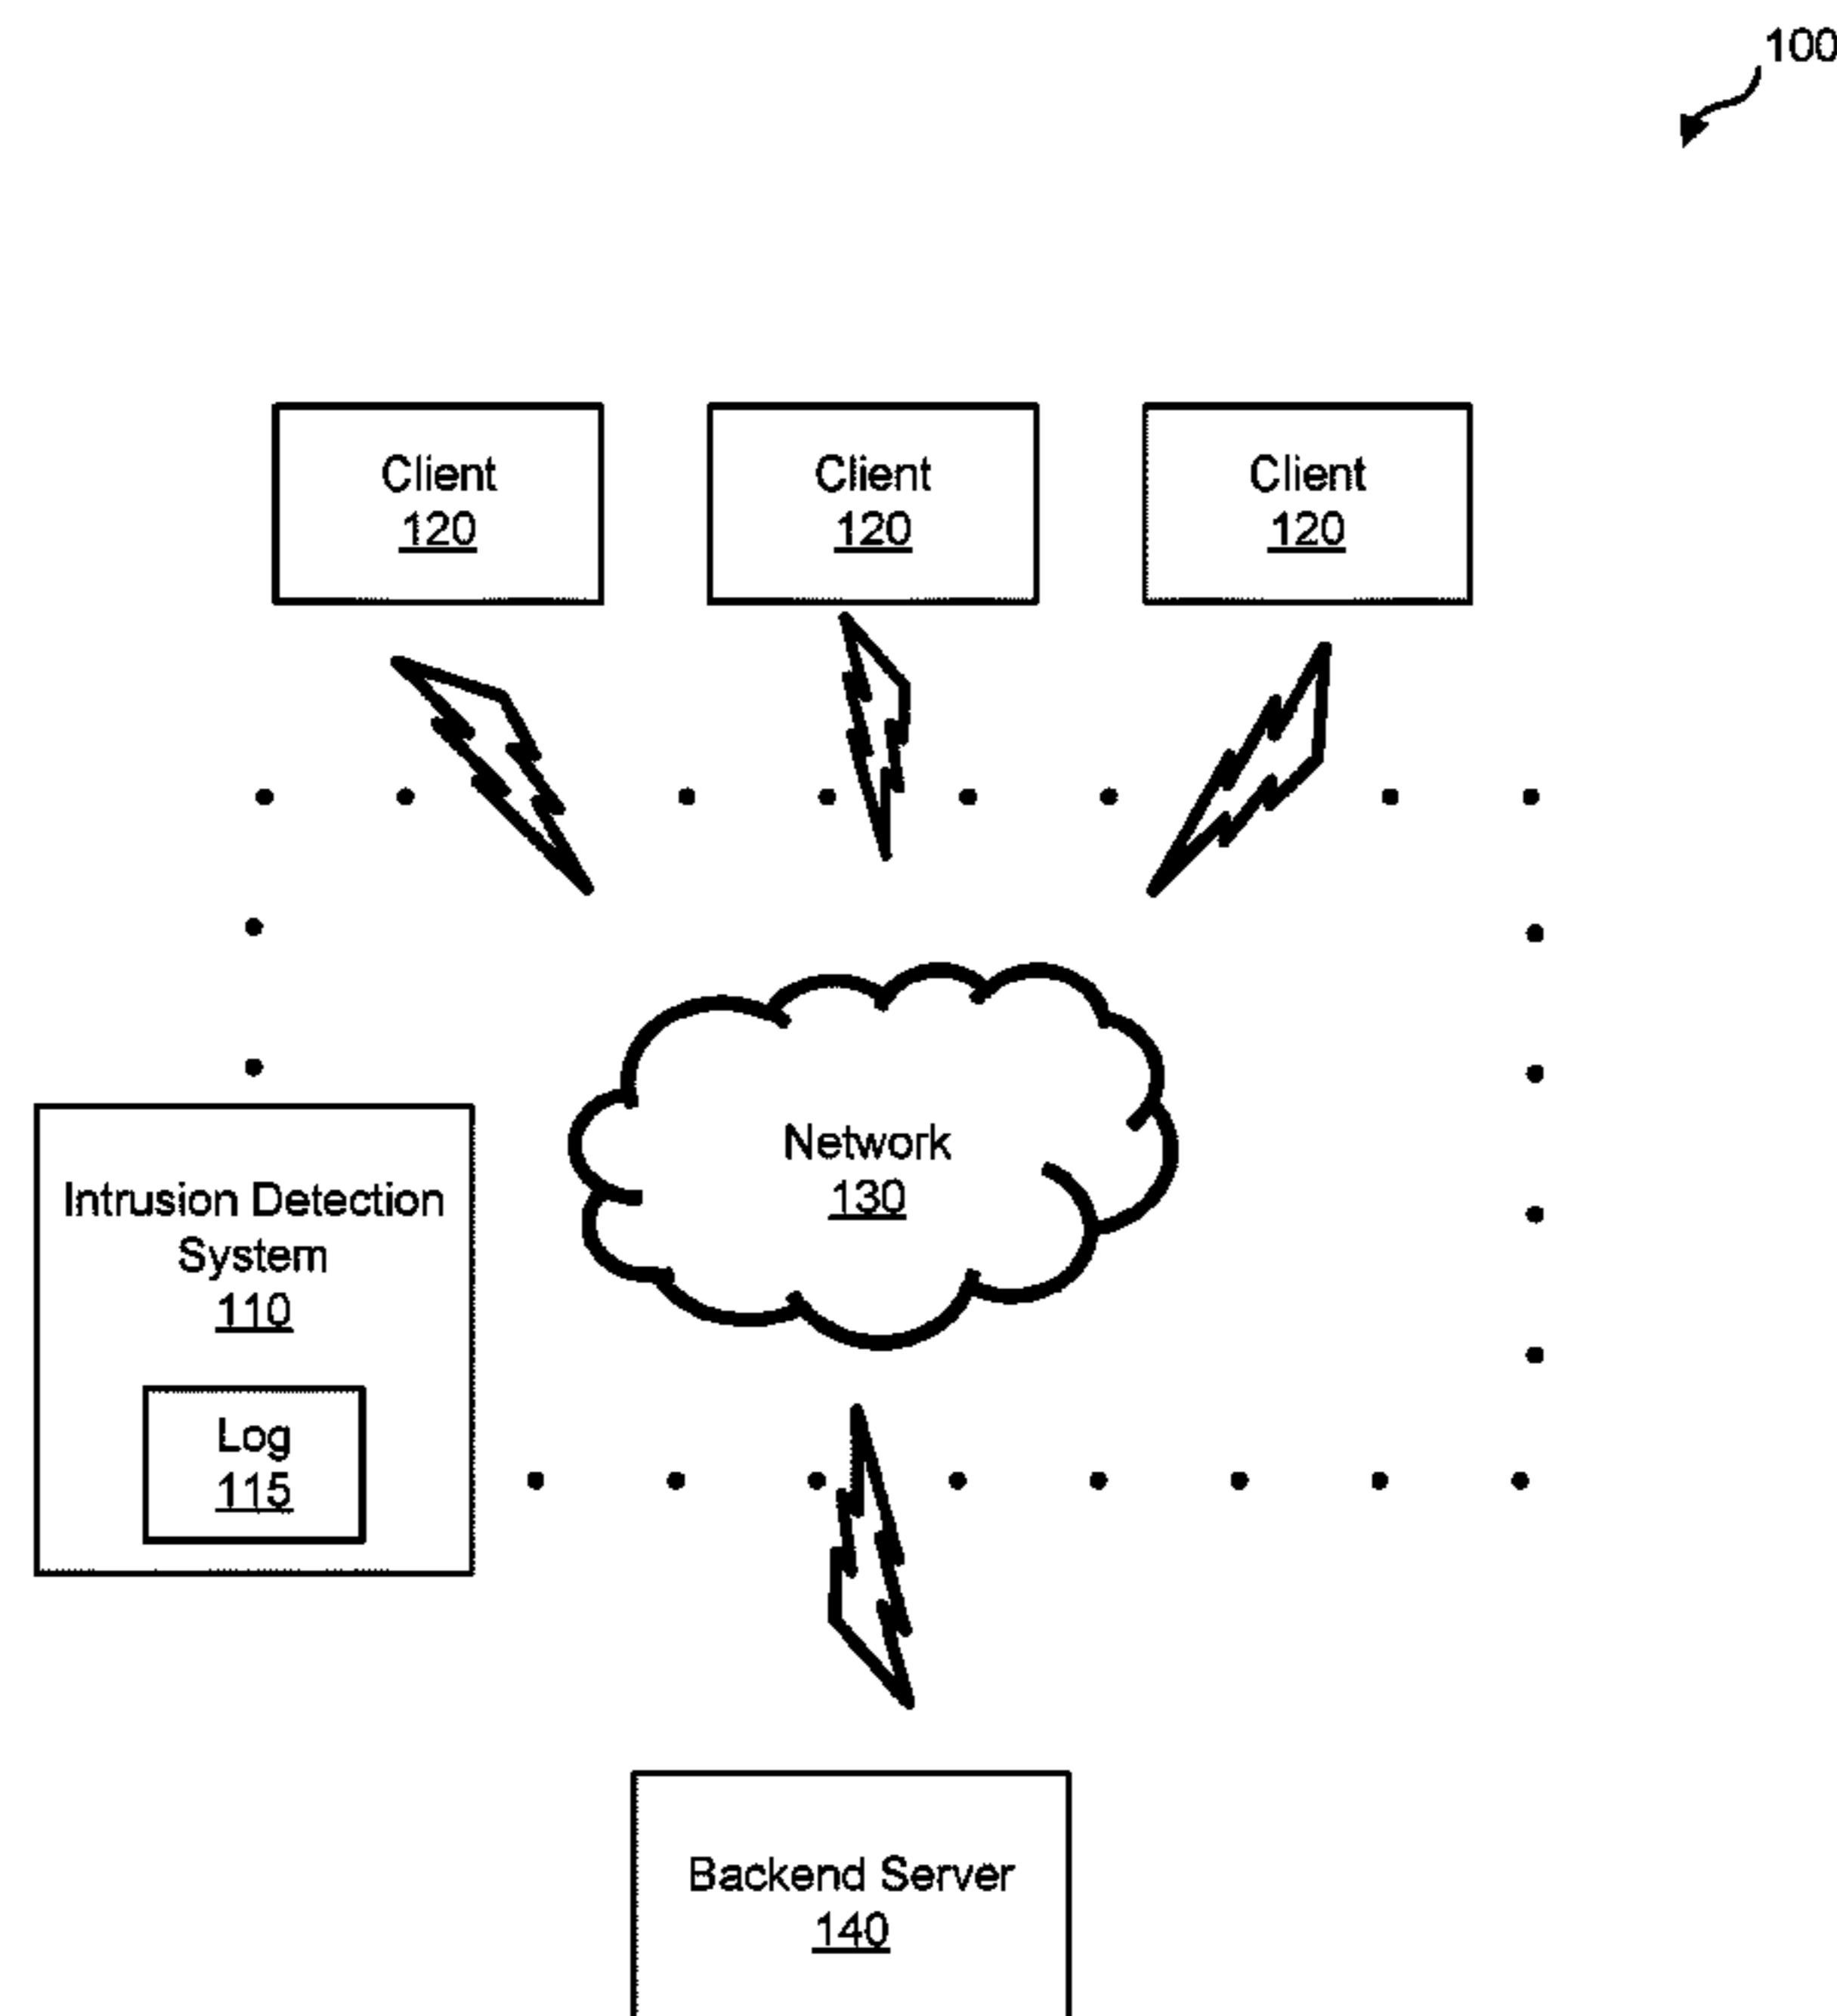 100
Client
120
Client
120
Client
120
Network
130
Intrusion Detection
System
110
Log
115
Backend Server
140